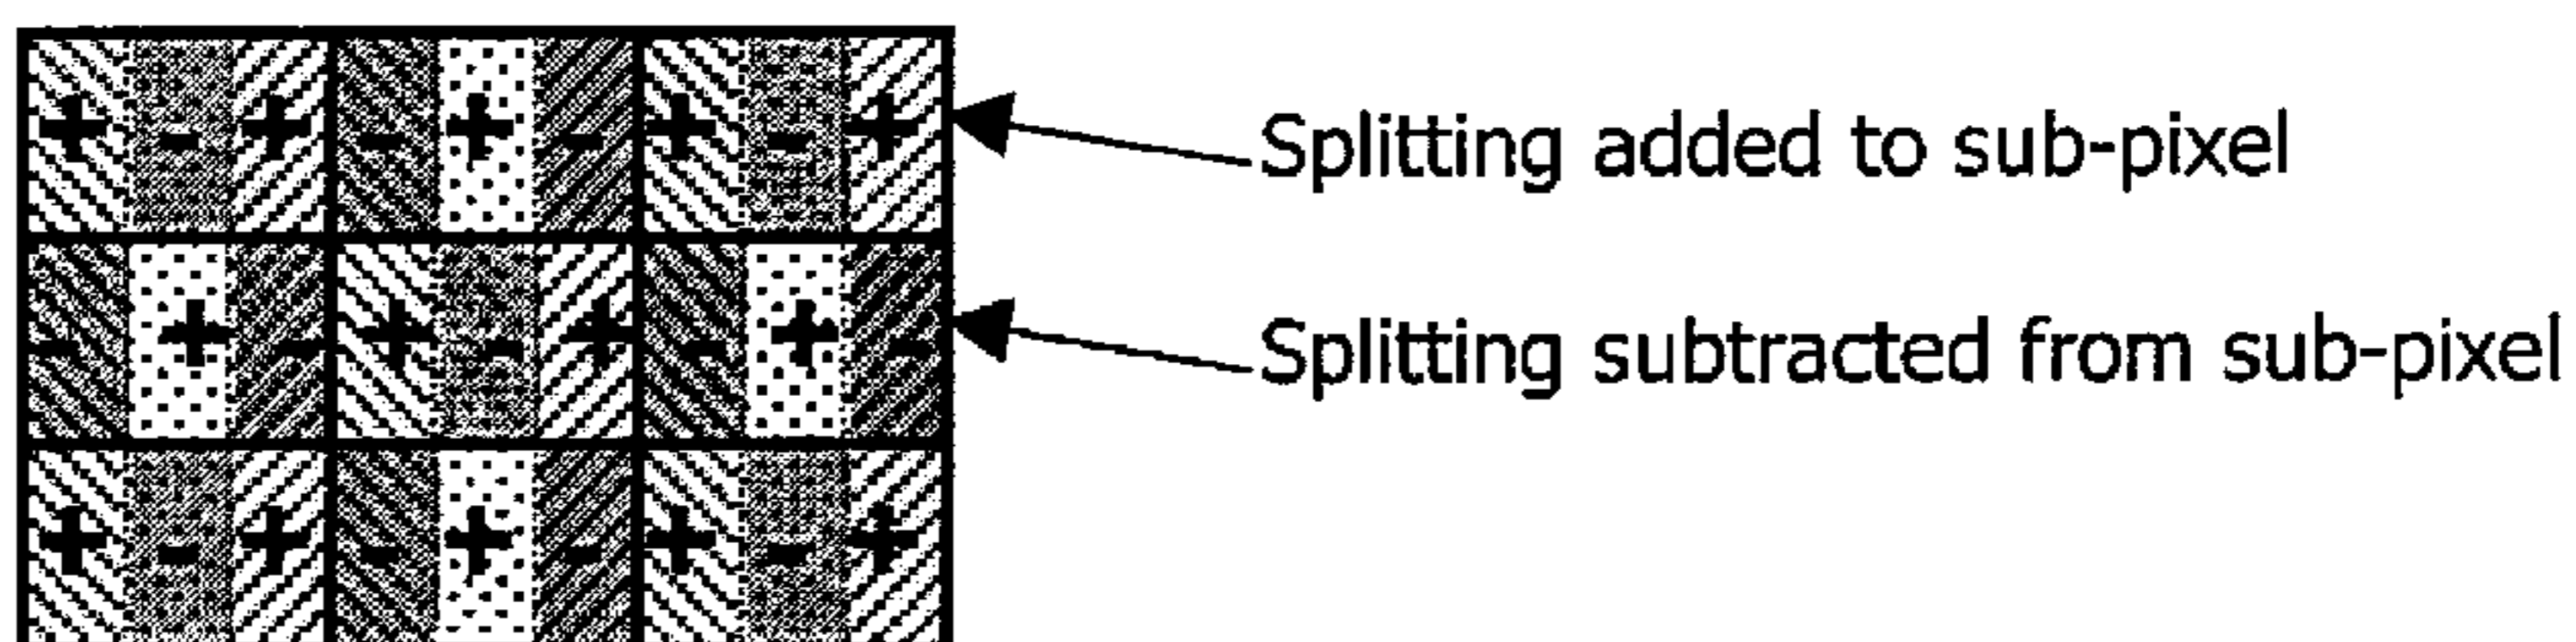 + - + - + - + - +
Splitting added to sub-pixel
- + - + - + - + -
Splitting subtracted from sub-pixel
+ - + - + - + - +